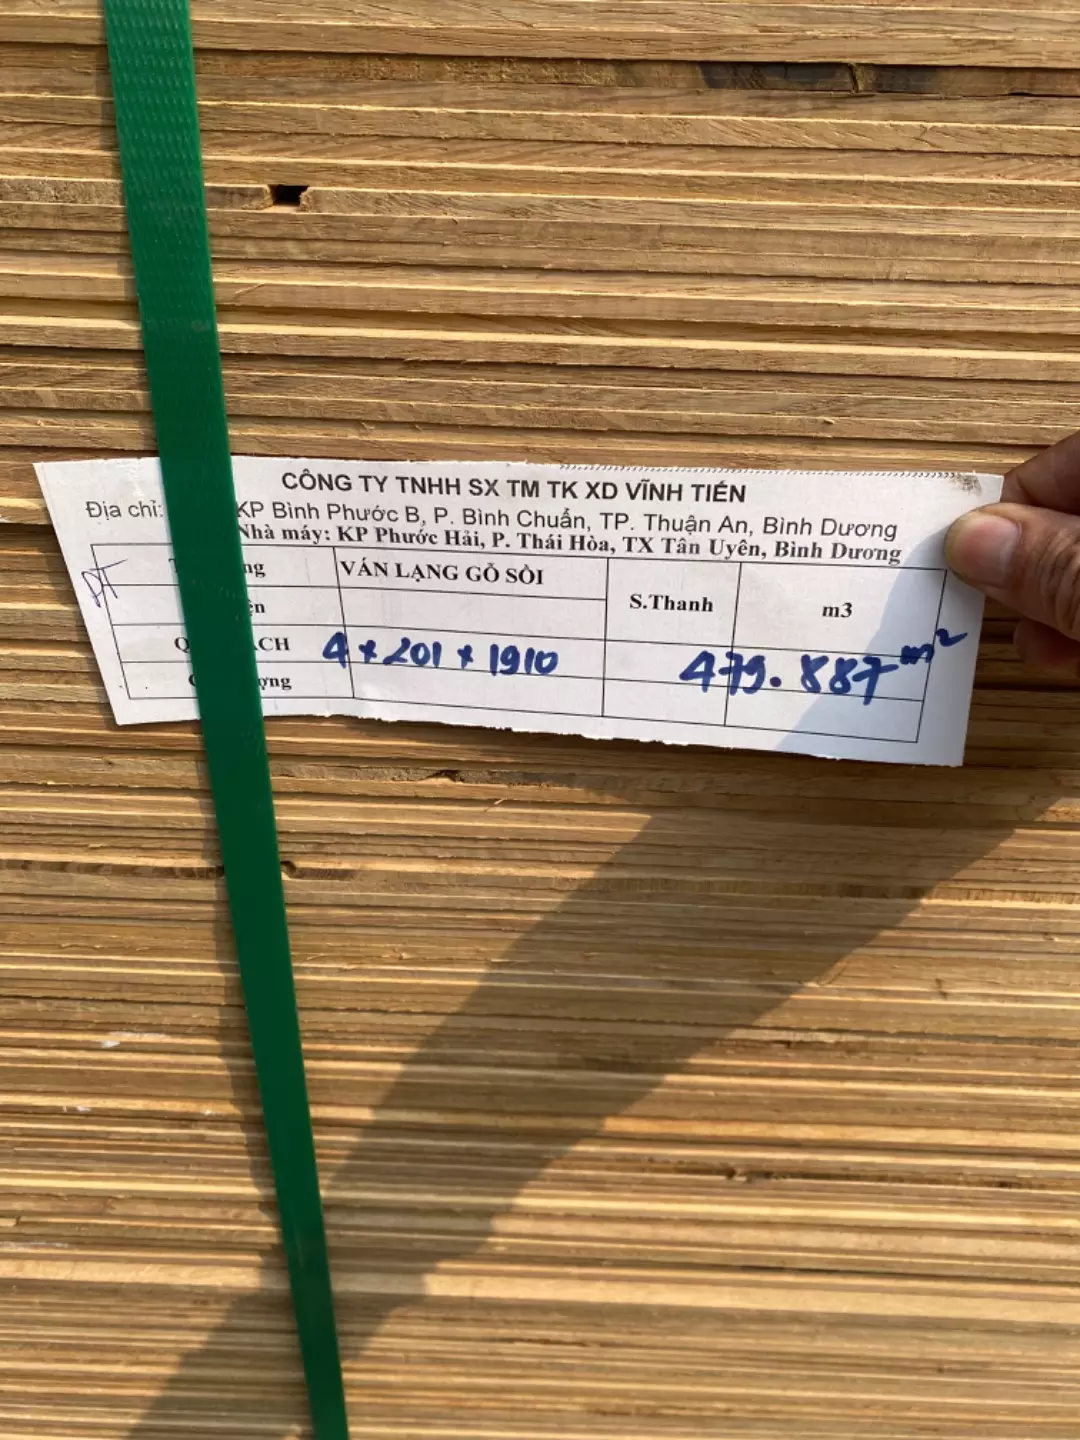 CÔNG TY TNHH SX TM TK XD VĨNH TIẾN
Địa chỉ: KP Bình Phước B, P. Bình Chuẩn, TP. Thuận An, Bình Dương
Nhà máy: KP Phước Hải, P. Thái Hòa, TX Tân Uyên, Bình Dương
PT
VÁN LẠNG GỖ SỒI
S.Thanh
m3
4 * 201 * 1910
479.887 m²